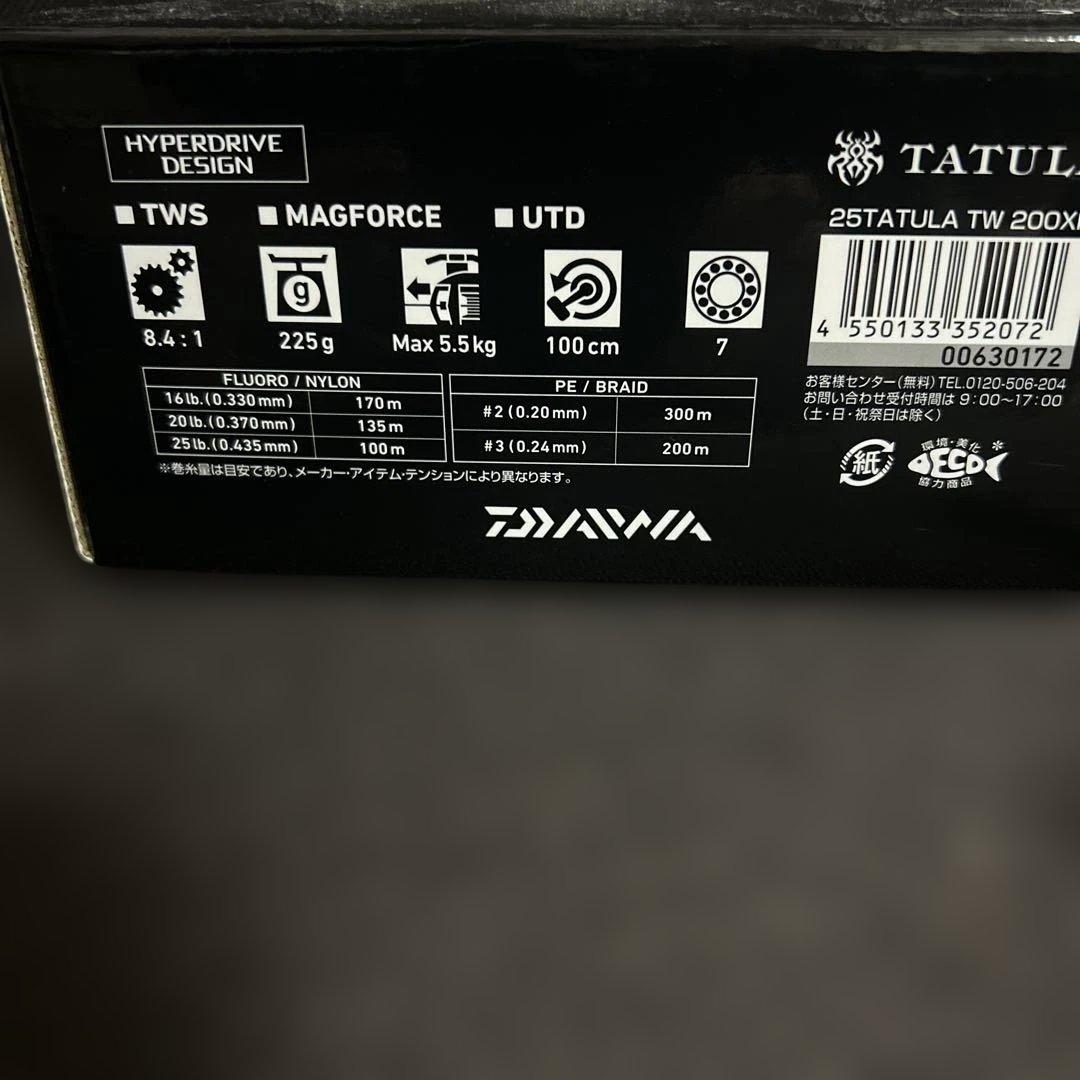 HYPERDRIVE
DESIGN
■TWS ■MAGFORCE ■UTD
g
8.4:1 225g Max 5.5kg 100cm 7
FLUORO / NYLON
16lb.(0.330mm) 170m
20lb.(0.370mm) 135m
25lb.(0.435mm) 100m
PE / BRAID
#2(0.20mm) 300m
#3(0.24mm) 200m
※巻糸量は目安であり、メーカー・アイテム・テンションにより異なります。
DAIWA
TATULA
25TATULA TW 200X
4 550133 352072
00630172
お客様センター(無料)TEL.0120-506-204
お問い合わせ受付時間は 9:00〜17:00
(土・日・祝祭日は除く)
紙
環境・美化
ECO
協力商品